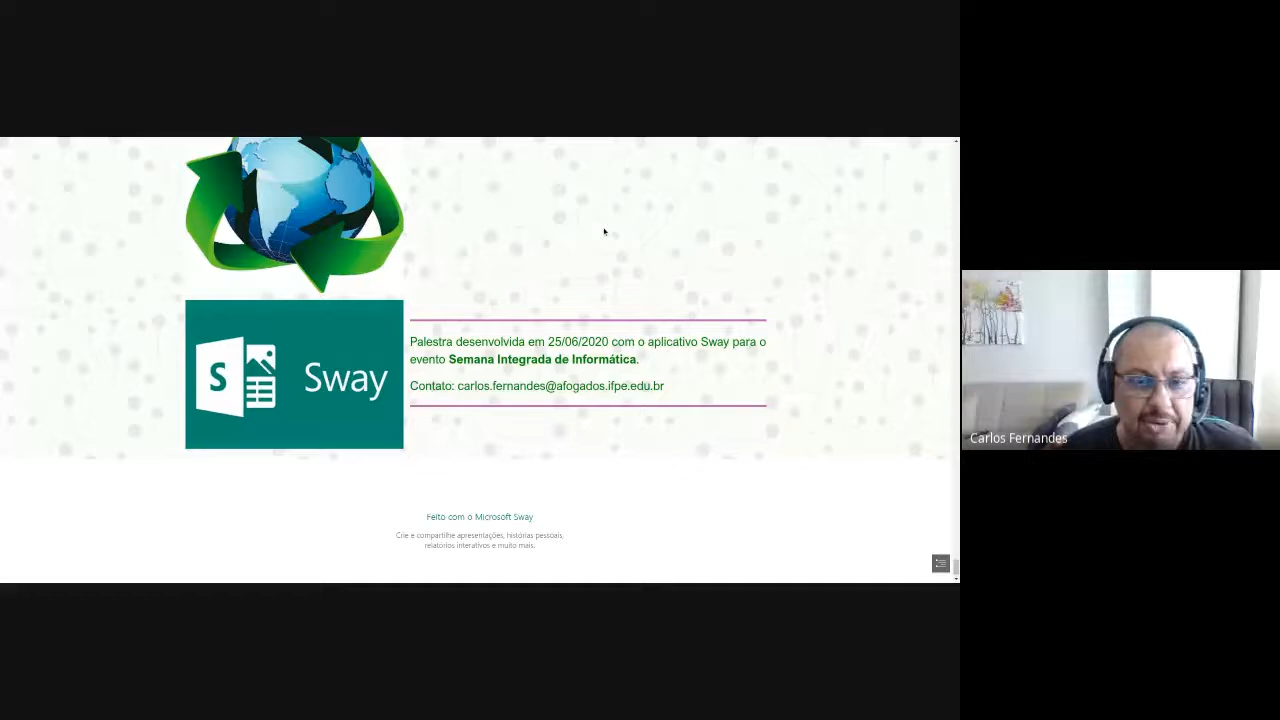 S Sway
Palestra desenvolvida em 25/06/2020 com o aplicativo Sway para o
evento Semana Integrada de Informática.
Contato: carlos.fernandes@afogados.ifpe.edu.br
Feito com o Microsoft Sway
Crie e compartilhe apresentações, histórias pessoais,
relatórios interativos e muito mais.
Carlos Fernandes